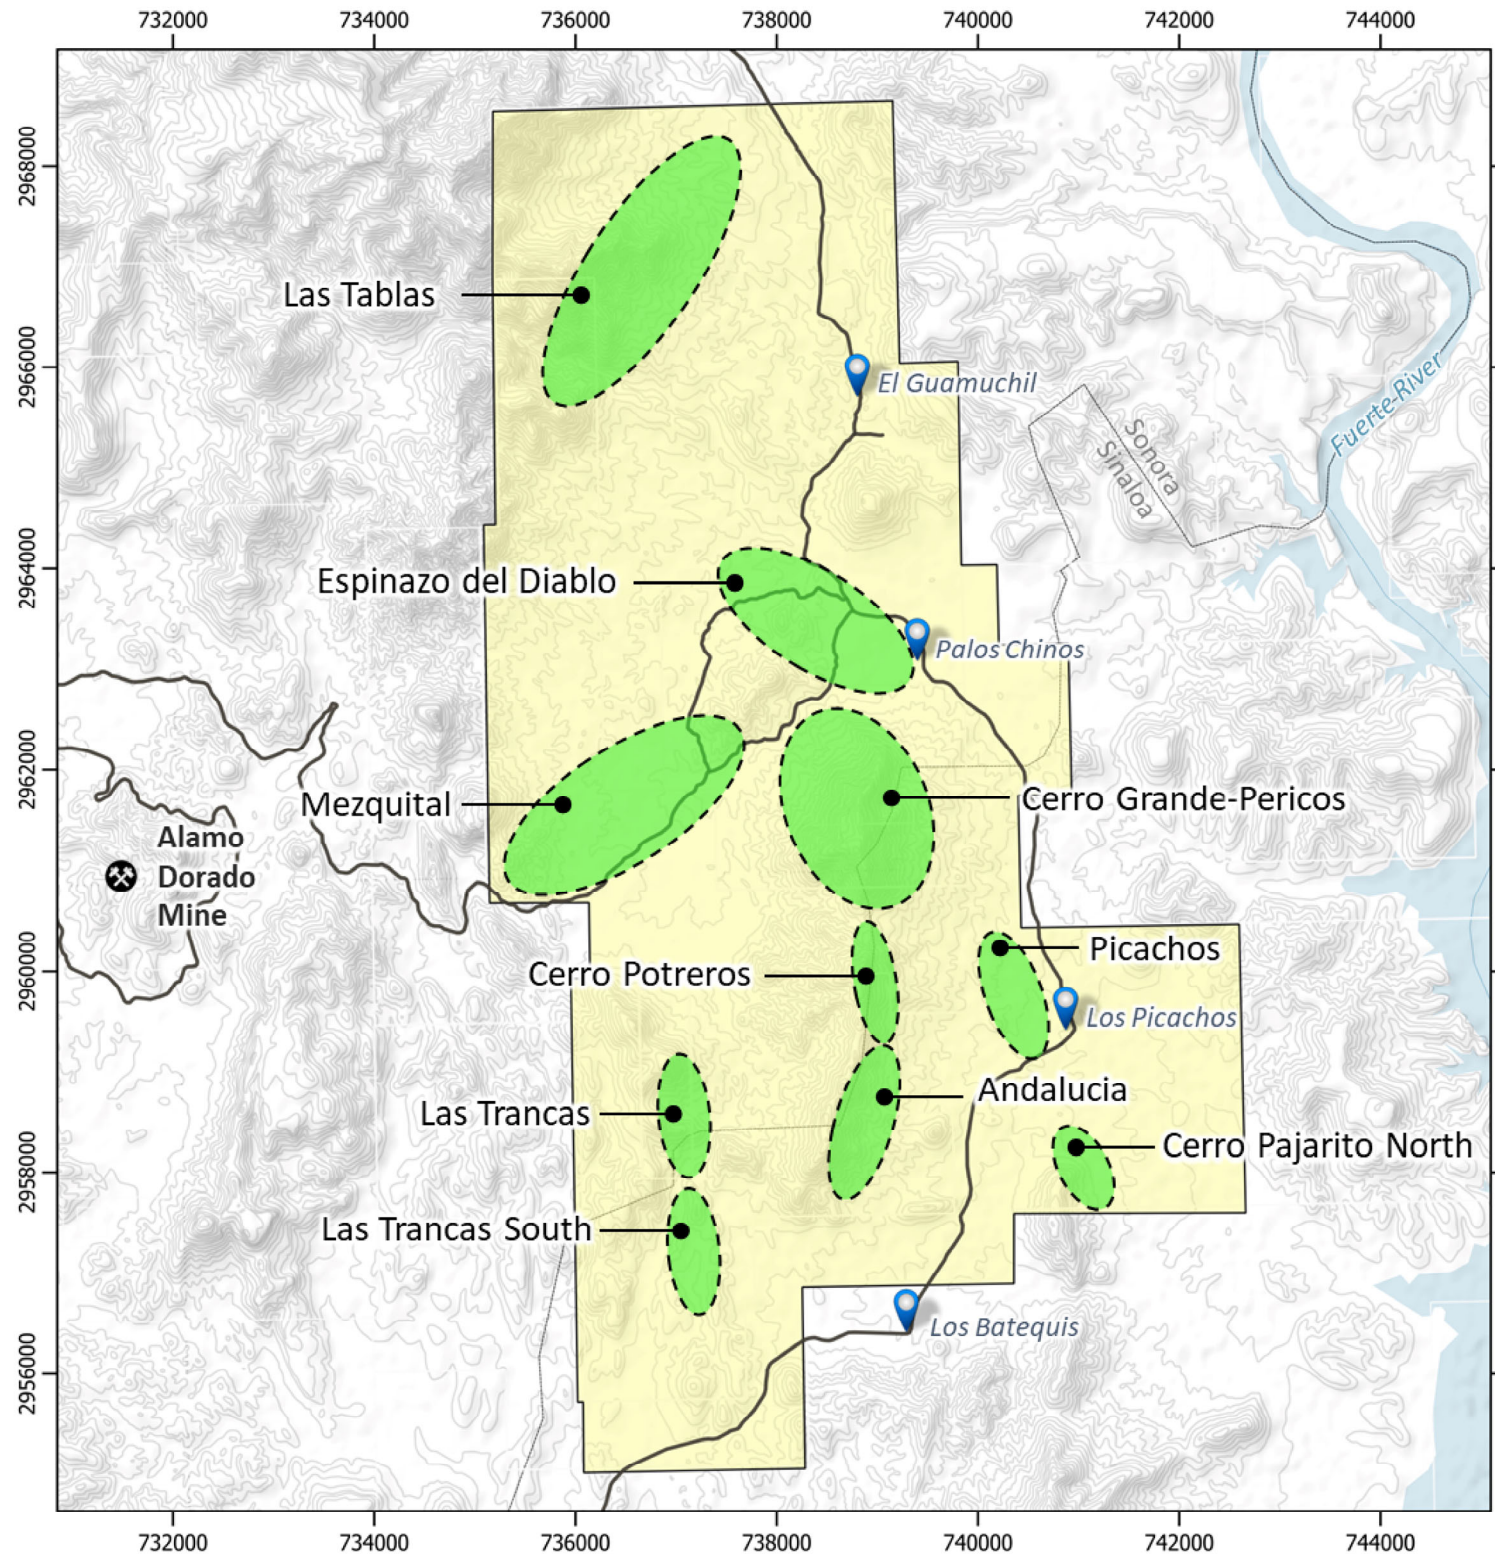 732000 734000 736000 738000 740000 742000 744000
2968000
Las Tablas
2966000
El Guamuchil
Fuerte River
Sonora
Sinaloa
2964000
Espinazo del Diablo
Palos Chinos
2962000
Mezquital
Cerro Grande-Pericos
Alamo
Dorado
Mine
Picachos
Cerro Potreros
2960000
Los Picachos
Andalucia
Las Trancas
Cerro Pajarito North
2958000
Las Trancas South
Los Batequis
2956000
732000 734000 736000 738000 740000 742000 744000